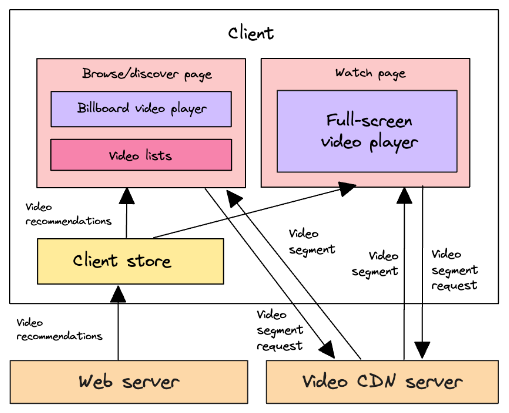 Client
Browse/discover page
Watch page
Billboard video player
Video lists
Full-screen
video player
Video
recommendations
Client store
Video
segment
Video
segment
Video
segment
request
Video
recommendations
Video
segment
request
Web server
Video CDN server